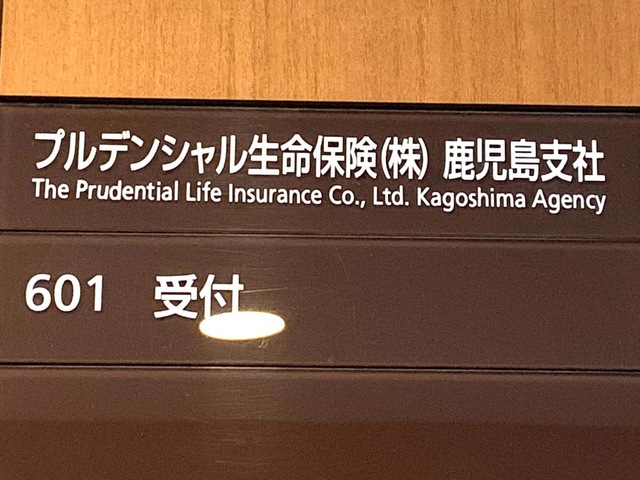 プルデンシャル生命保険(株) 鹿児島支社
The Prudential Life Insurance Co., Ltd. Kagoshima Agency
601 受付